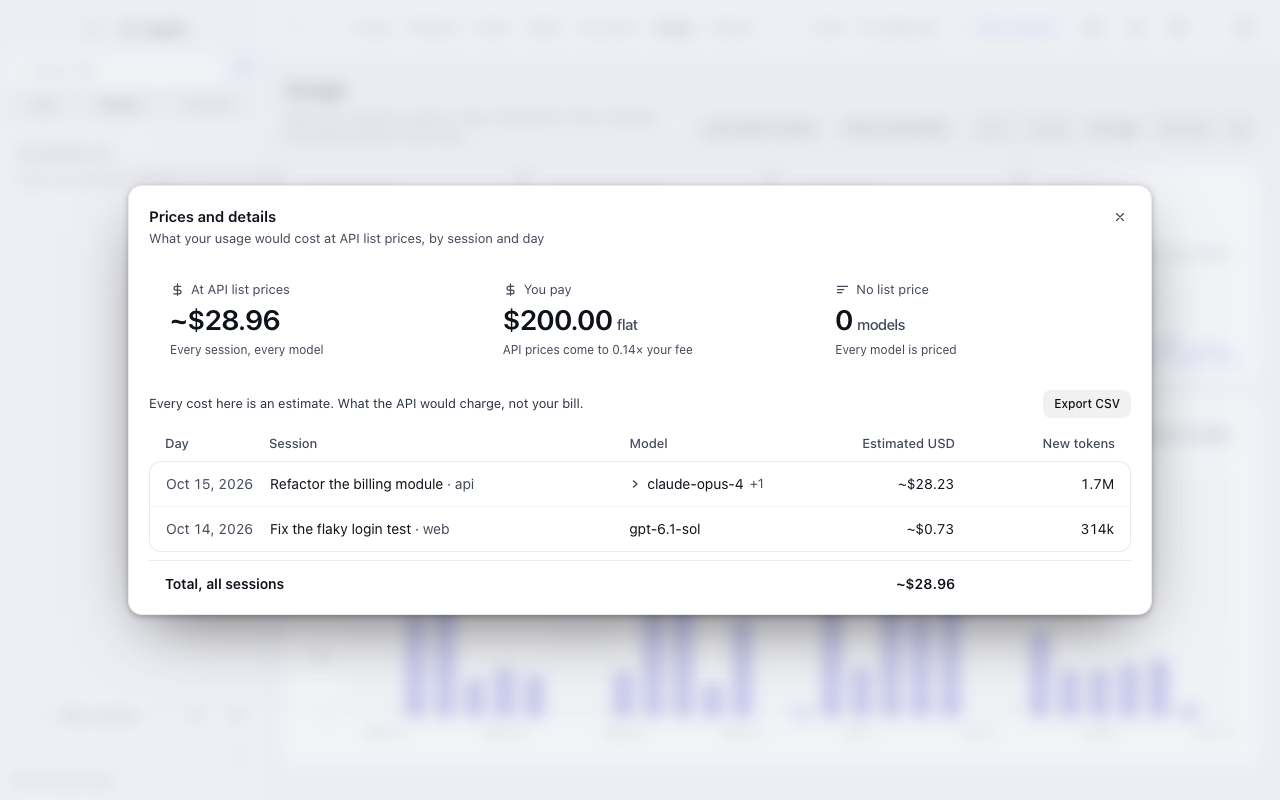 Prices and details
What your usage would cost at API list prices, by session and day
At API list prices
~$28.96
Every session, every model
You pay
$200.00 flat
API prices come to 0.14× your fee
No list price
0 models
Every model is priced
Every cost here is an estimate. What the API would charge, not your bill.
Export CSV
Day Session Model Estimated USD New tokens
Oct 15, 2026 Refactor the billing module · api claude-opus-4 +1 ~$28.23 1.7M
Oct 14, 2026 Fix the flaky login test · web gpt-6.1-sol ~$0.73 314k
Total, all sessions ~$28.96